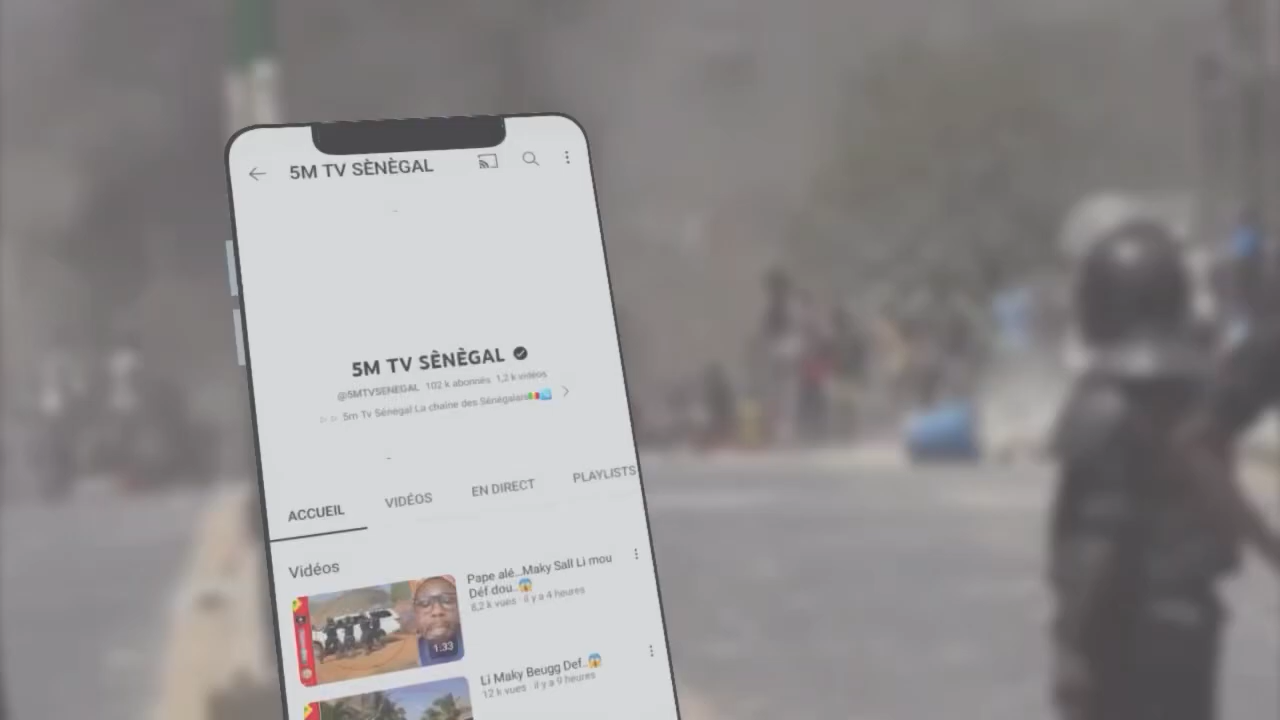 5M TV SÈNÈGAL
5M TV SÈNÈGAL
@5MTVSENEGAL 102 k abonnés 1,2 k vidéos
5m Tv Sénégal La chaine des Sénégalais
ACCUEIL VIDÉOS EN DIRECT PLAYLISTS
Vidéos
Pape alé...Maky Sall Li mou
Déf dou..😱
8,2 k vues · il y a 4 heures
1:33
Li Maky Beugg Def..😱
12 k vues · il y a 9 heures